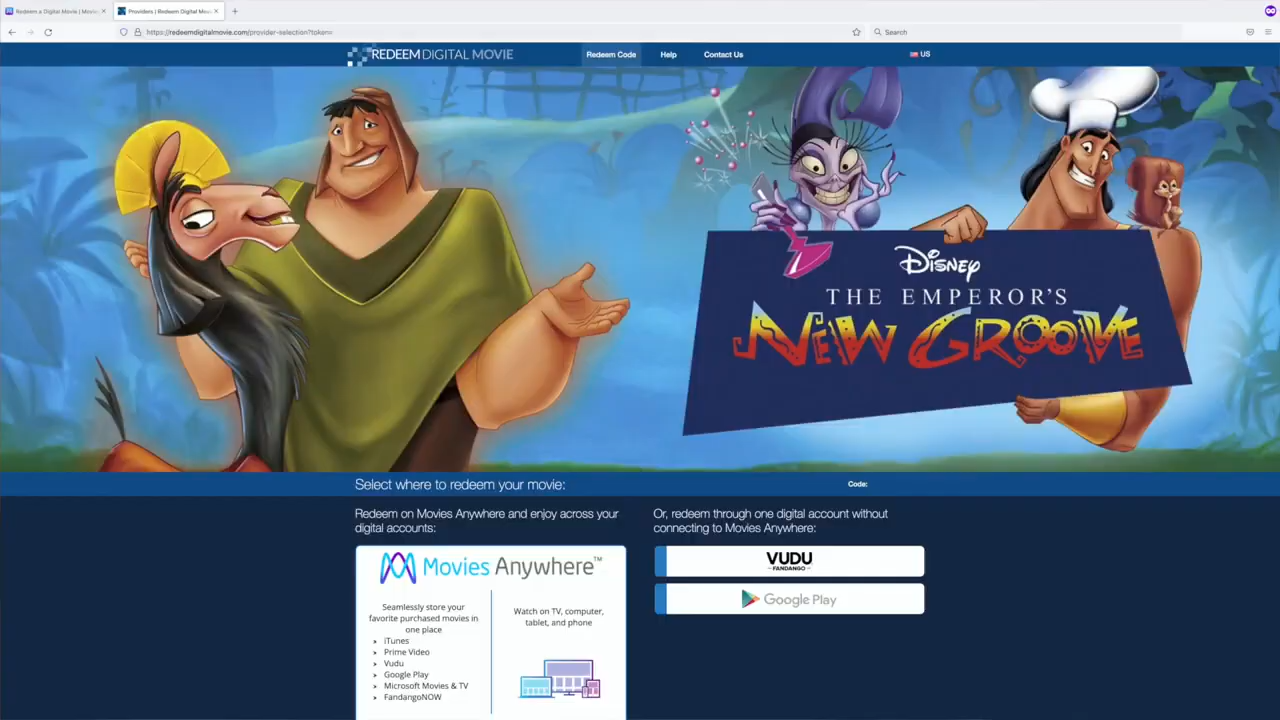 Redeem a Digital Movie | Movies
Providers | Redeem Digital Mov
https://redeemdigitalmovie.com/provider-selection?token=
Search
REDEEM DIGITAL MOVIE
Redeem Code
Help
Contact Us
US
Disney
THE EMPEROR'S
NEW GROOVE
Select where to redeem your movie:
Code:
Redeem on Movies Anywhere and enjoy across your
digital accounts:
Movies Anywhere™
Seamlessly store your
favorite purchased movies in
one place
iTunes
Prime Video
Vudu
Google Play
Microsoft Movies & TV
FandangoNOW
Watch on TV, computer,
tablet, and phone
Or, redeem through one digital account without
connecting to Movies Anywhere:
VUDU
FANDANGO
Google Play